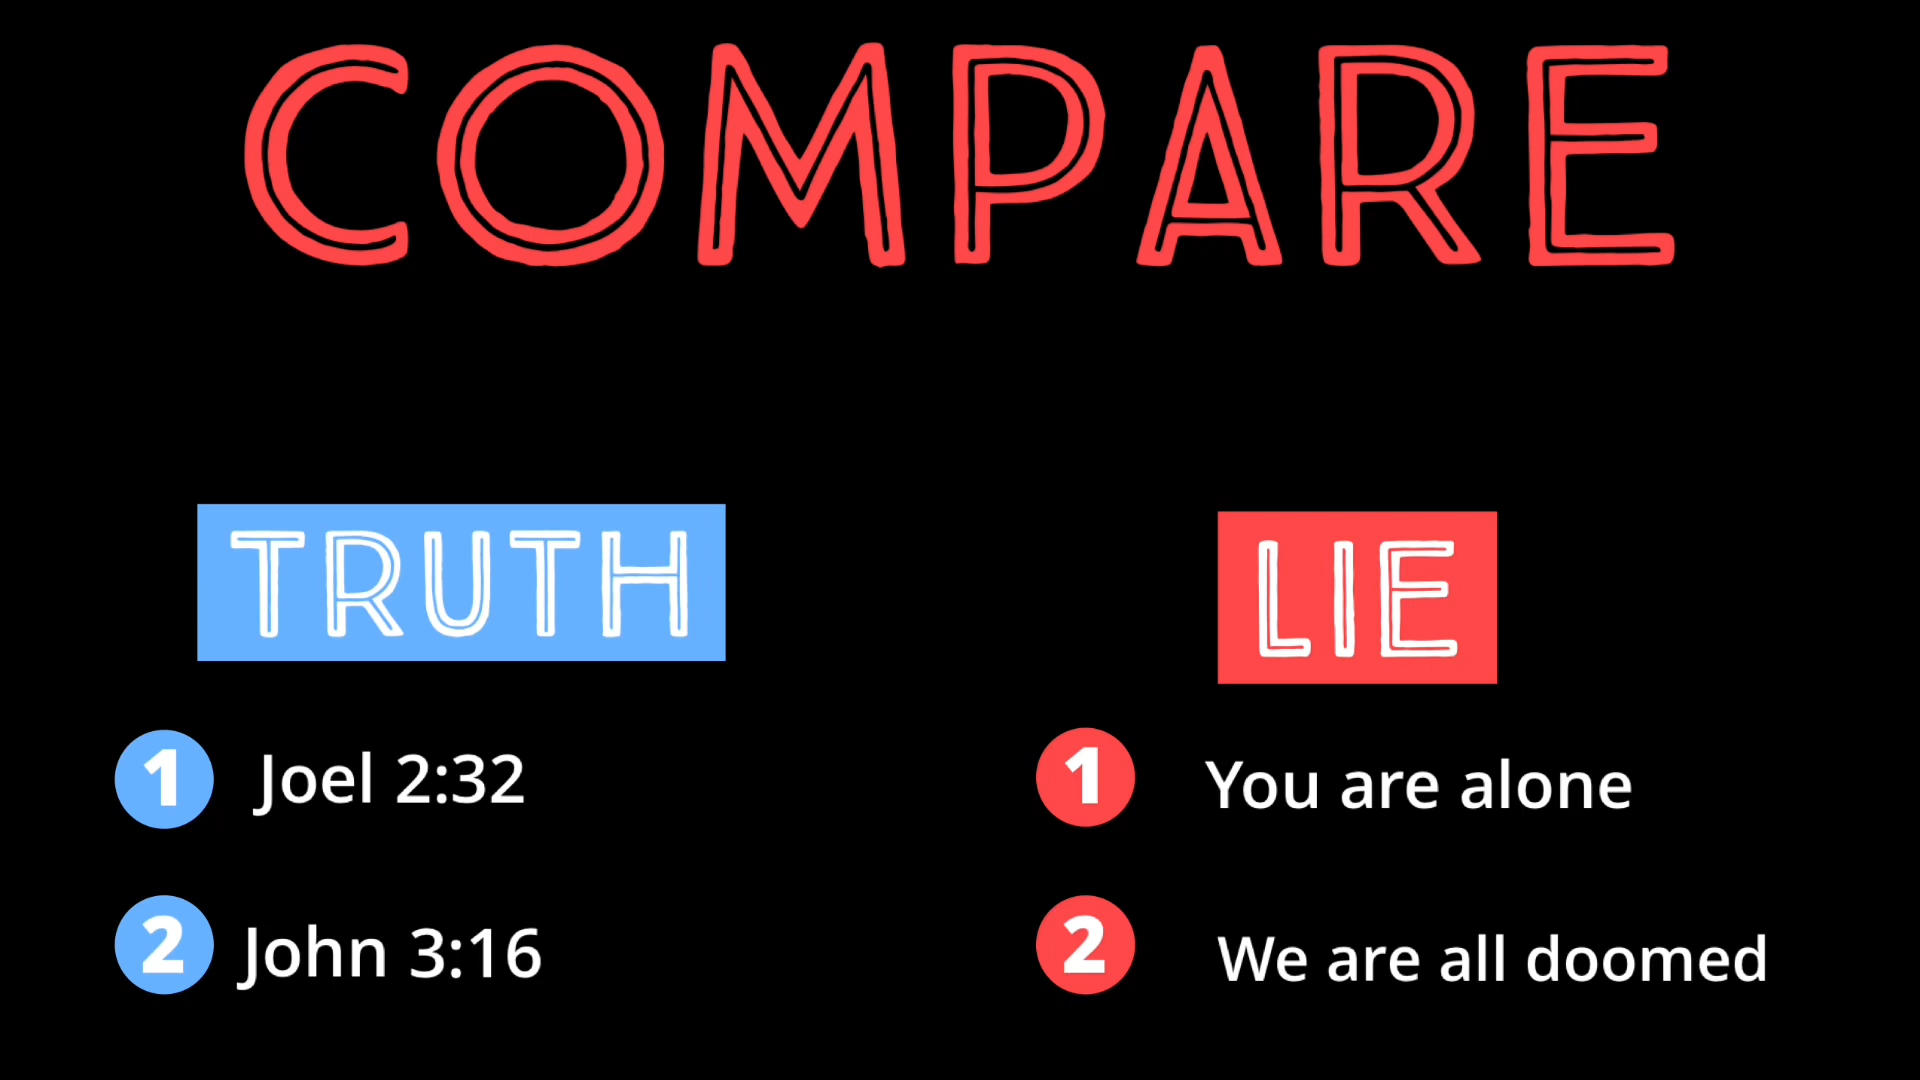 COMPARE
TRUTH
1 Joel 2:32
2 John 3:16
LIE
1 You are alone
2 We are all doomed